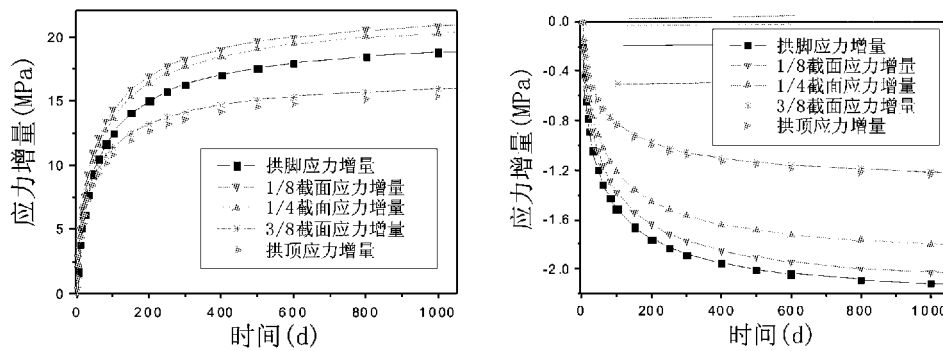 应力增量(MPa)
20
15
10
5
0
0 200 400 600 800 1000
时间(d)
拱脚应力增量
1/8截面应力增量
1/4截面应力增量
3/8截面应力增量
拱顶应力增量
应力增量(MPa)
0.0
-0.4
-0.8
-1.2
-1.6
-2.0
0 200 400 600 800 1000
时间(d)
拱脚应力增量
1/8截面应力增量
1/4截面应力增量
3/8截面应力增量
拱顶应力增量